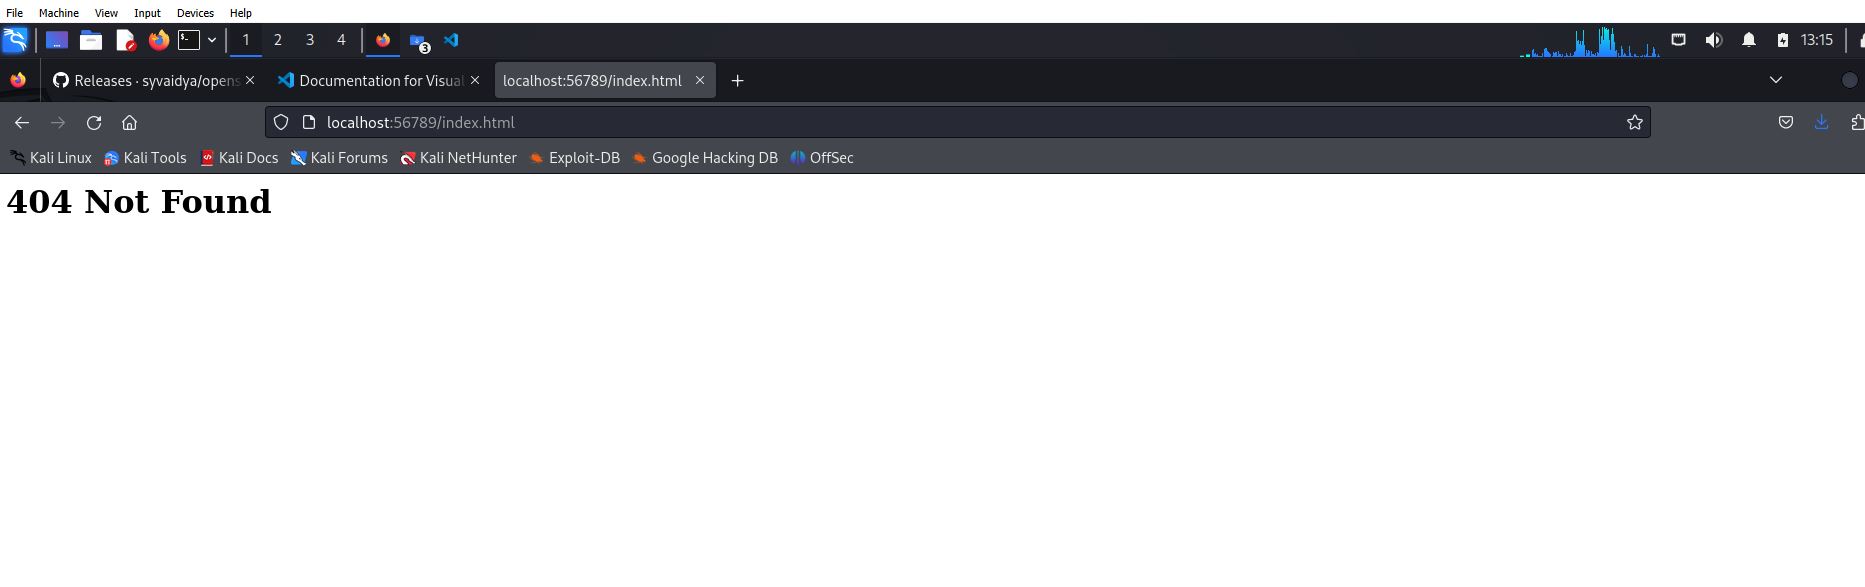 File Machine View Input Devices Help
1 2 3 4 3 13:15
Releases · syvaidya/opens Documentation for Visual localhost:56789/index.html
localhost:56789/index.html
Kali Linux Kali Tools Kali Docs Kali Forums Kali NetHunter Exploit-DB Google Hacking DB OffSec
404 Not Found